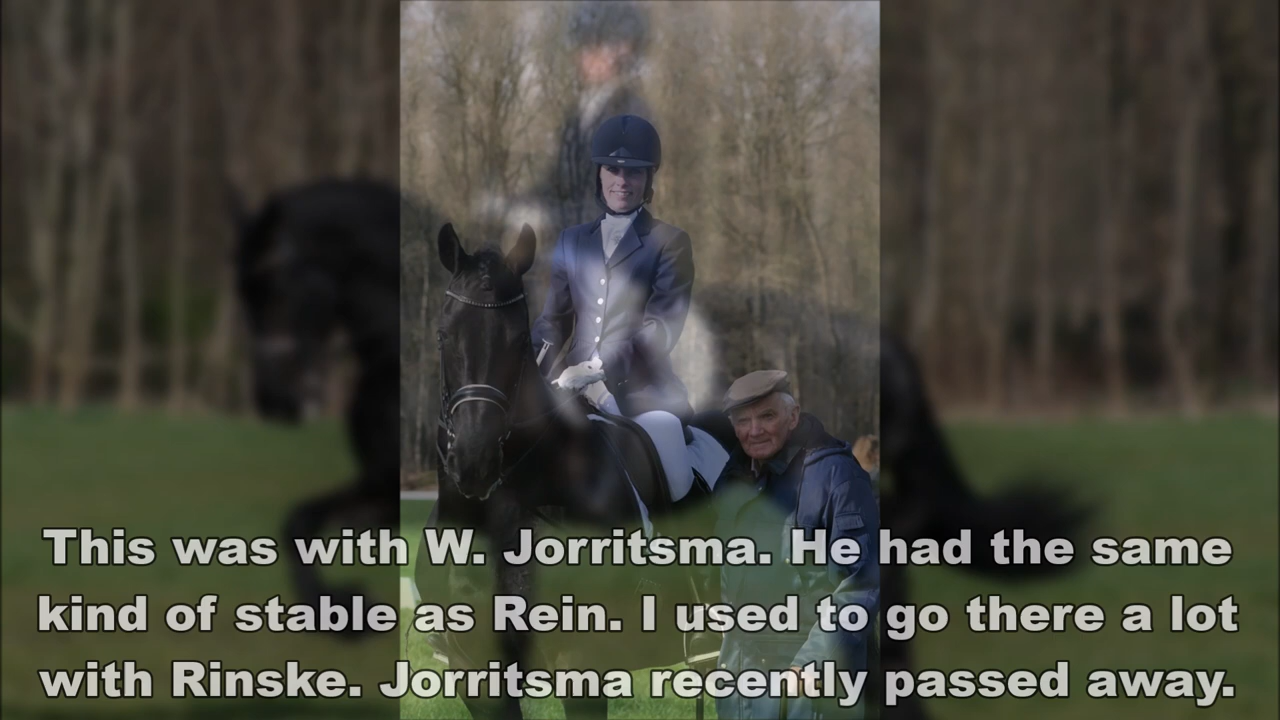 This was with W. Jorritsma. He had the same
kind of stable as Rein. I used to go there a lot
with Rinske. Jorritsma recently passed away.